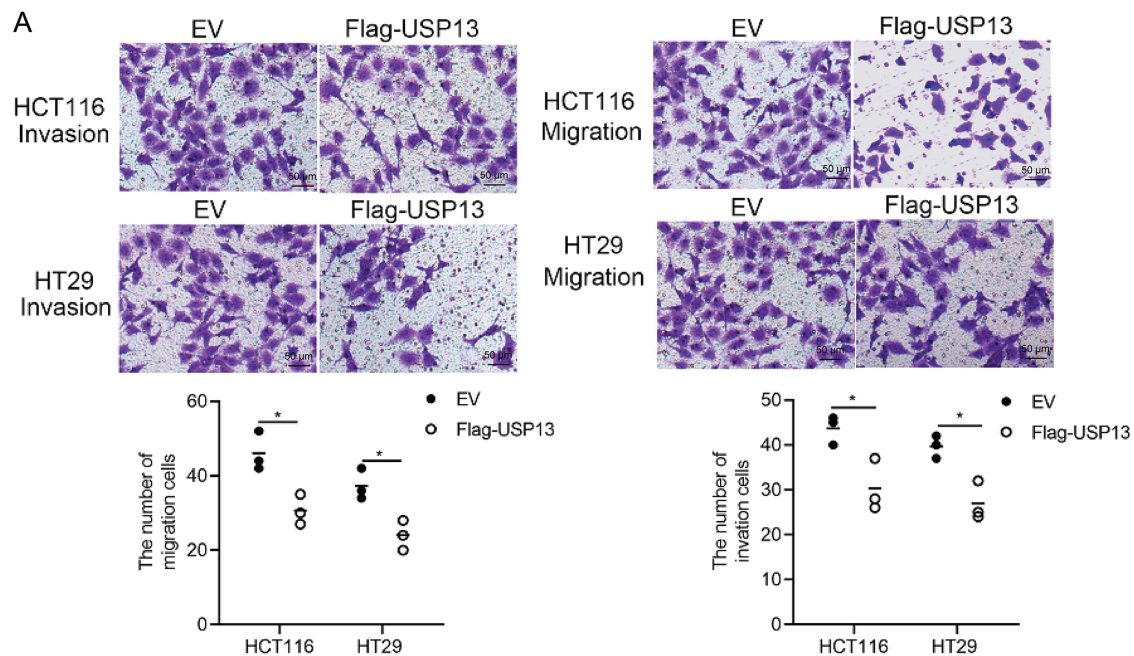 A
EV Flag-USP13
HCT116
Invasion
50 µm 50 µm
EV Flag-USP13
HT29
Invasion
50 µm 50 µm
EV Flag-USP13
HCT116
Migration
50 µm 50 µm
EV Flag-USP13
HT29
Migration
50 µm 50 µm
The number of
migration cells
60
40
20
0
* *
EV
Flag-USP13
HCT116 HT29
The number of
invation cells
50
40
30
20
10
0
* *
EV
Flag-USP13
HCT116 HT29